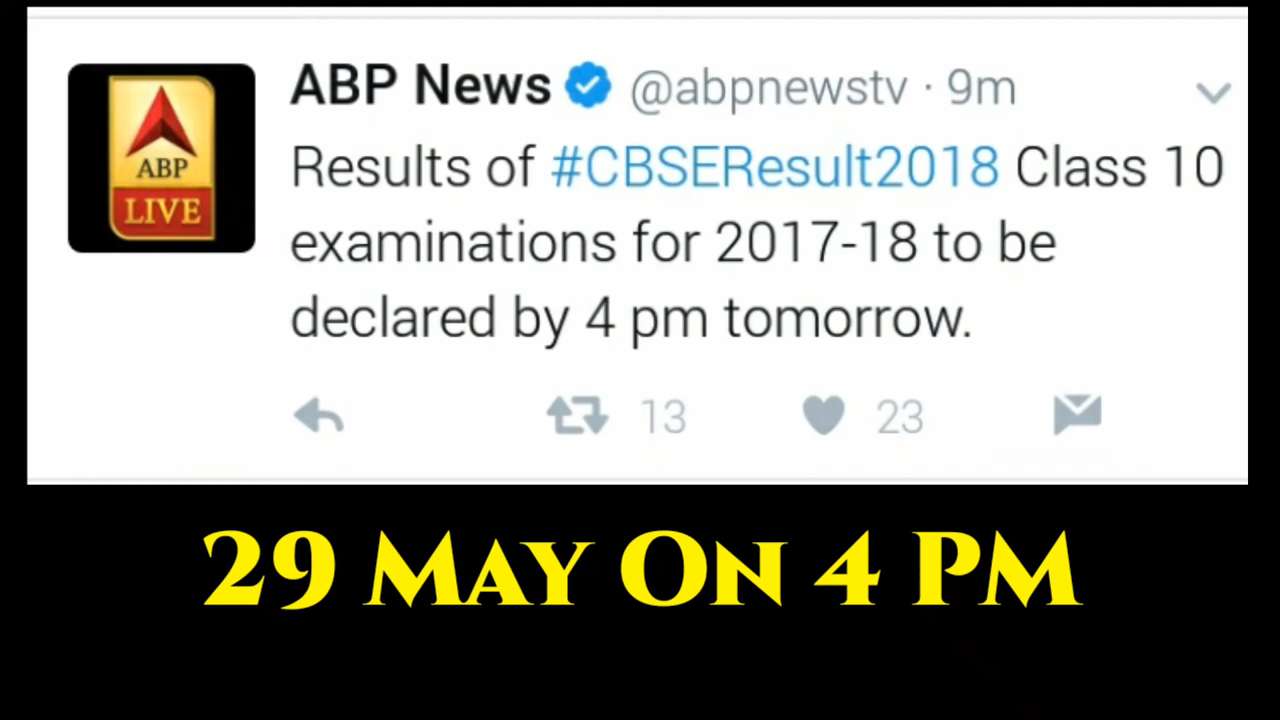 ABP News @abpnewstv · 9m
ABP
LIVE
Results of #CBSEResult2018 Class 10
examinations for 2017-18 to be
declared by 4 pm tomorrow.
13 23
29 May On 4 PM